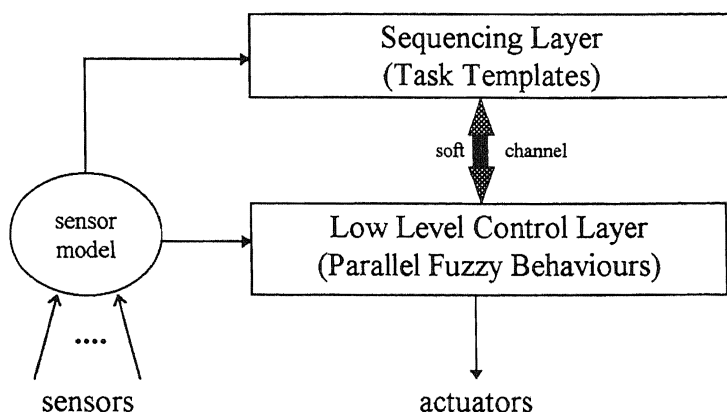 Sequencing Layer
(Task Templates)
soft channel
sensor
model
Low Level Control Layer
(Parallel Fuzzy Behaviours)
....
sensors
actuators